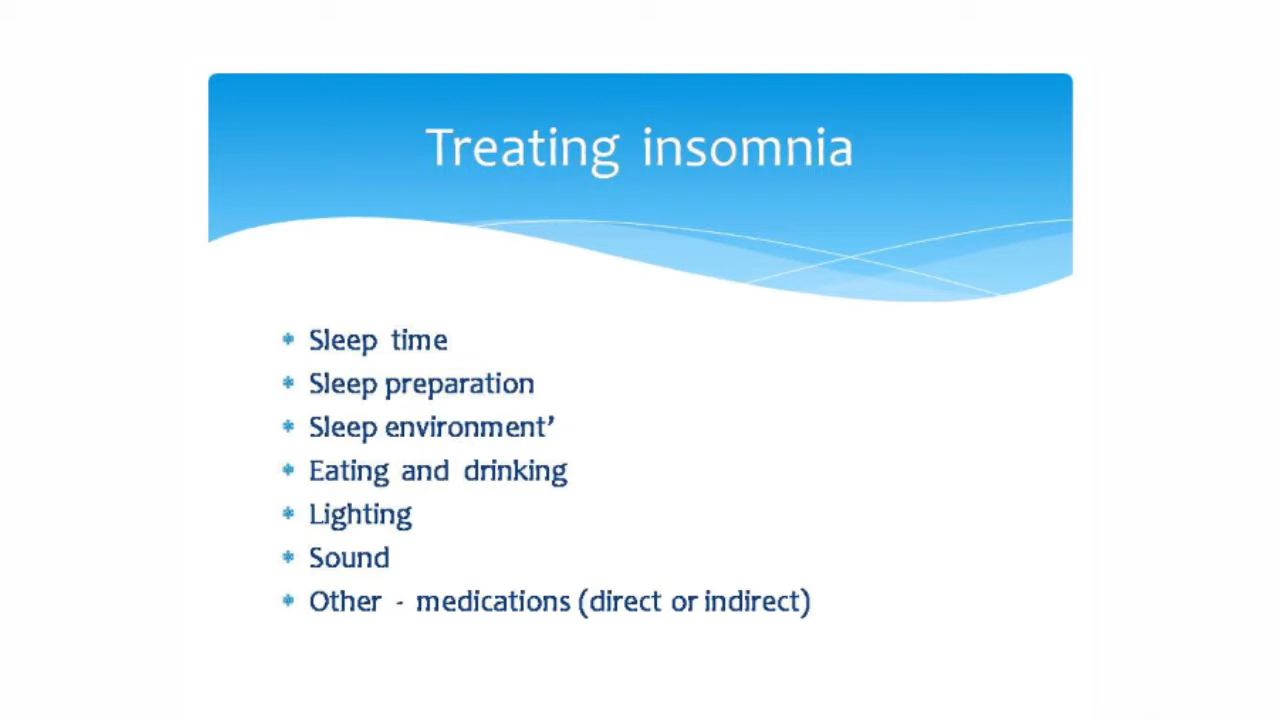 Treating insomnia
Sleep time
Sleep preparation
Sleep environment’
Eating and drinking
Lighting
Sound
Other - medications (direct or indirect)